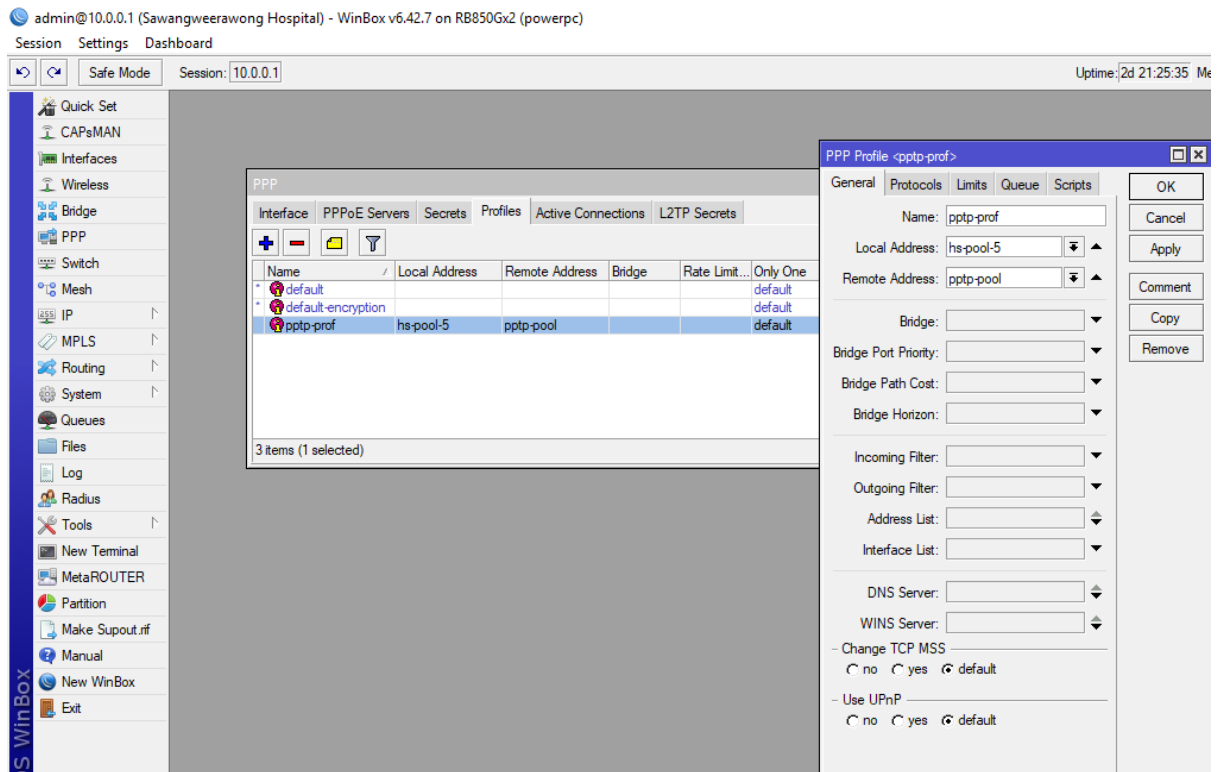 admin@10.0.0.1 (Sawangweerawong Hospital) - WinBox v6.42.7 on RB850Gx2 (powerpc)
Session Settings Dashboard
Safe Mode Session: 10.0.0.1 Uptime: 2d 21:25:35 Me
Quick Set
CAPsMAN
Interfaces
Wireless
Bridge
PPP
Switch
Mesh
IP
MPLS
Routing
System
Queues
Files
Log
Radius
Tools
New Terminal
MetaROUTER
Partition
Make Supout.rif
Manual
New WinBox
Exit
OS WinBox
PPP
Interface PPPoE Servers Secrets Profiles Active Connections L2TP Secrets
Name / Local Address Remote Address Bridge Rate Limit... Only One
* default default
* default-encryption default
pptp-prof hs-pool-5 pptp-pool default
3 items (1 selected)
PPP Profile <pptp-prof>
General Protocols Limits Queue Scripts
Name: pptp-prof
Local Address: hs-pool-5
Remote Address: pptp-pool
Bridge:
Bridge Port Priority:
Bridge Path Cost:
Bridge Horizon:
Incoming Filter:
Outgoing Filter:
Address List:
Interface List:
DNS Server:
WINS Server:
Change TCP MSS
no yes default
Use UPnP
no yes default
OK
Cancel
Apply
Comment
Copy
Remove